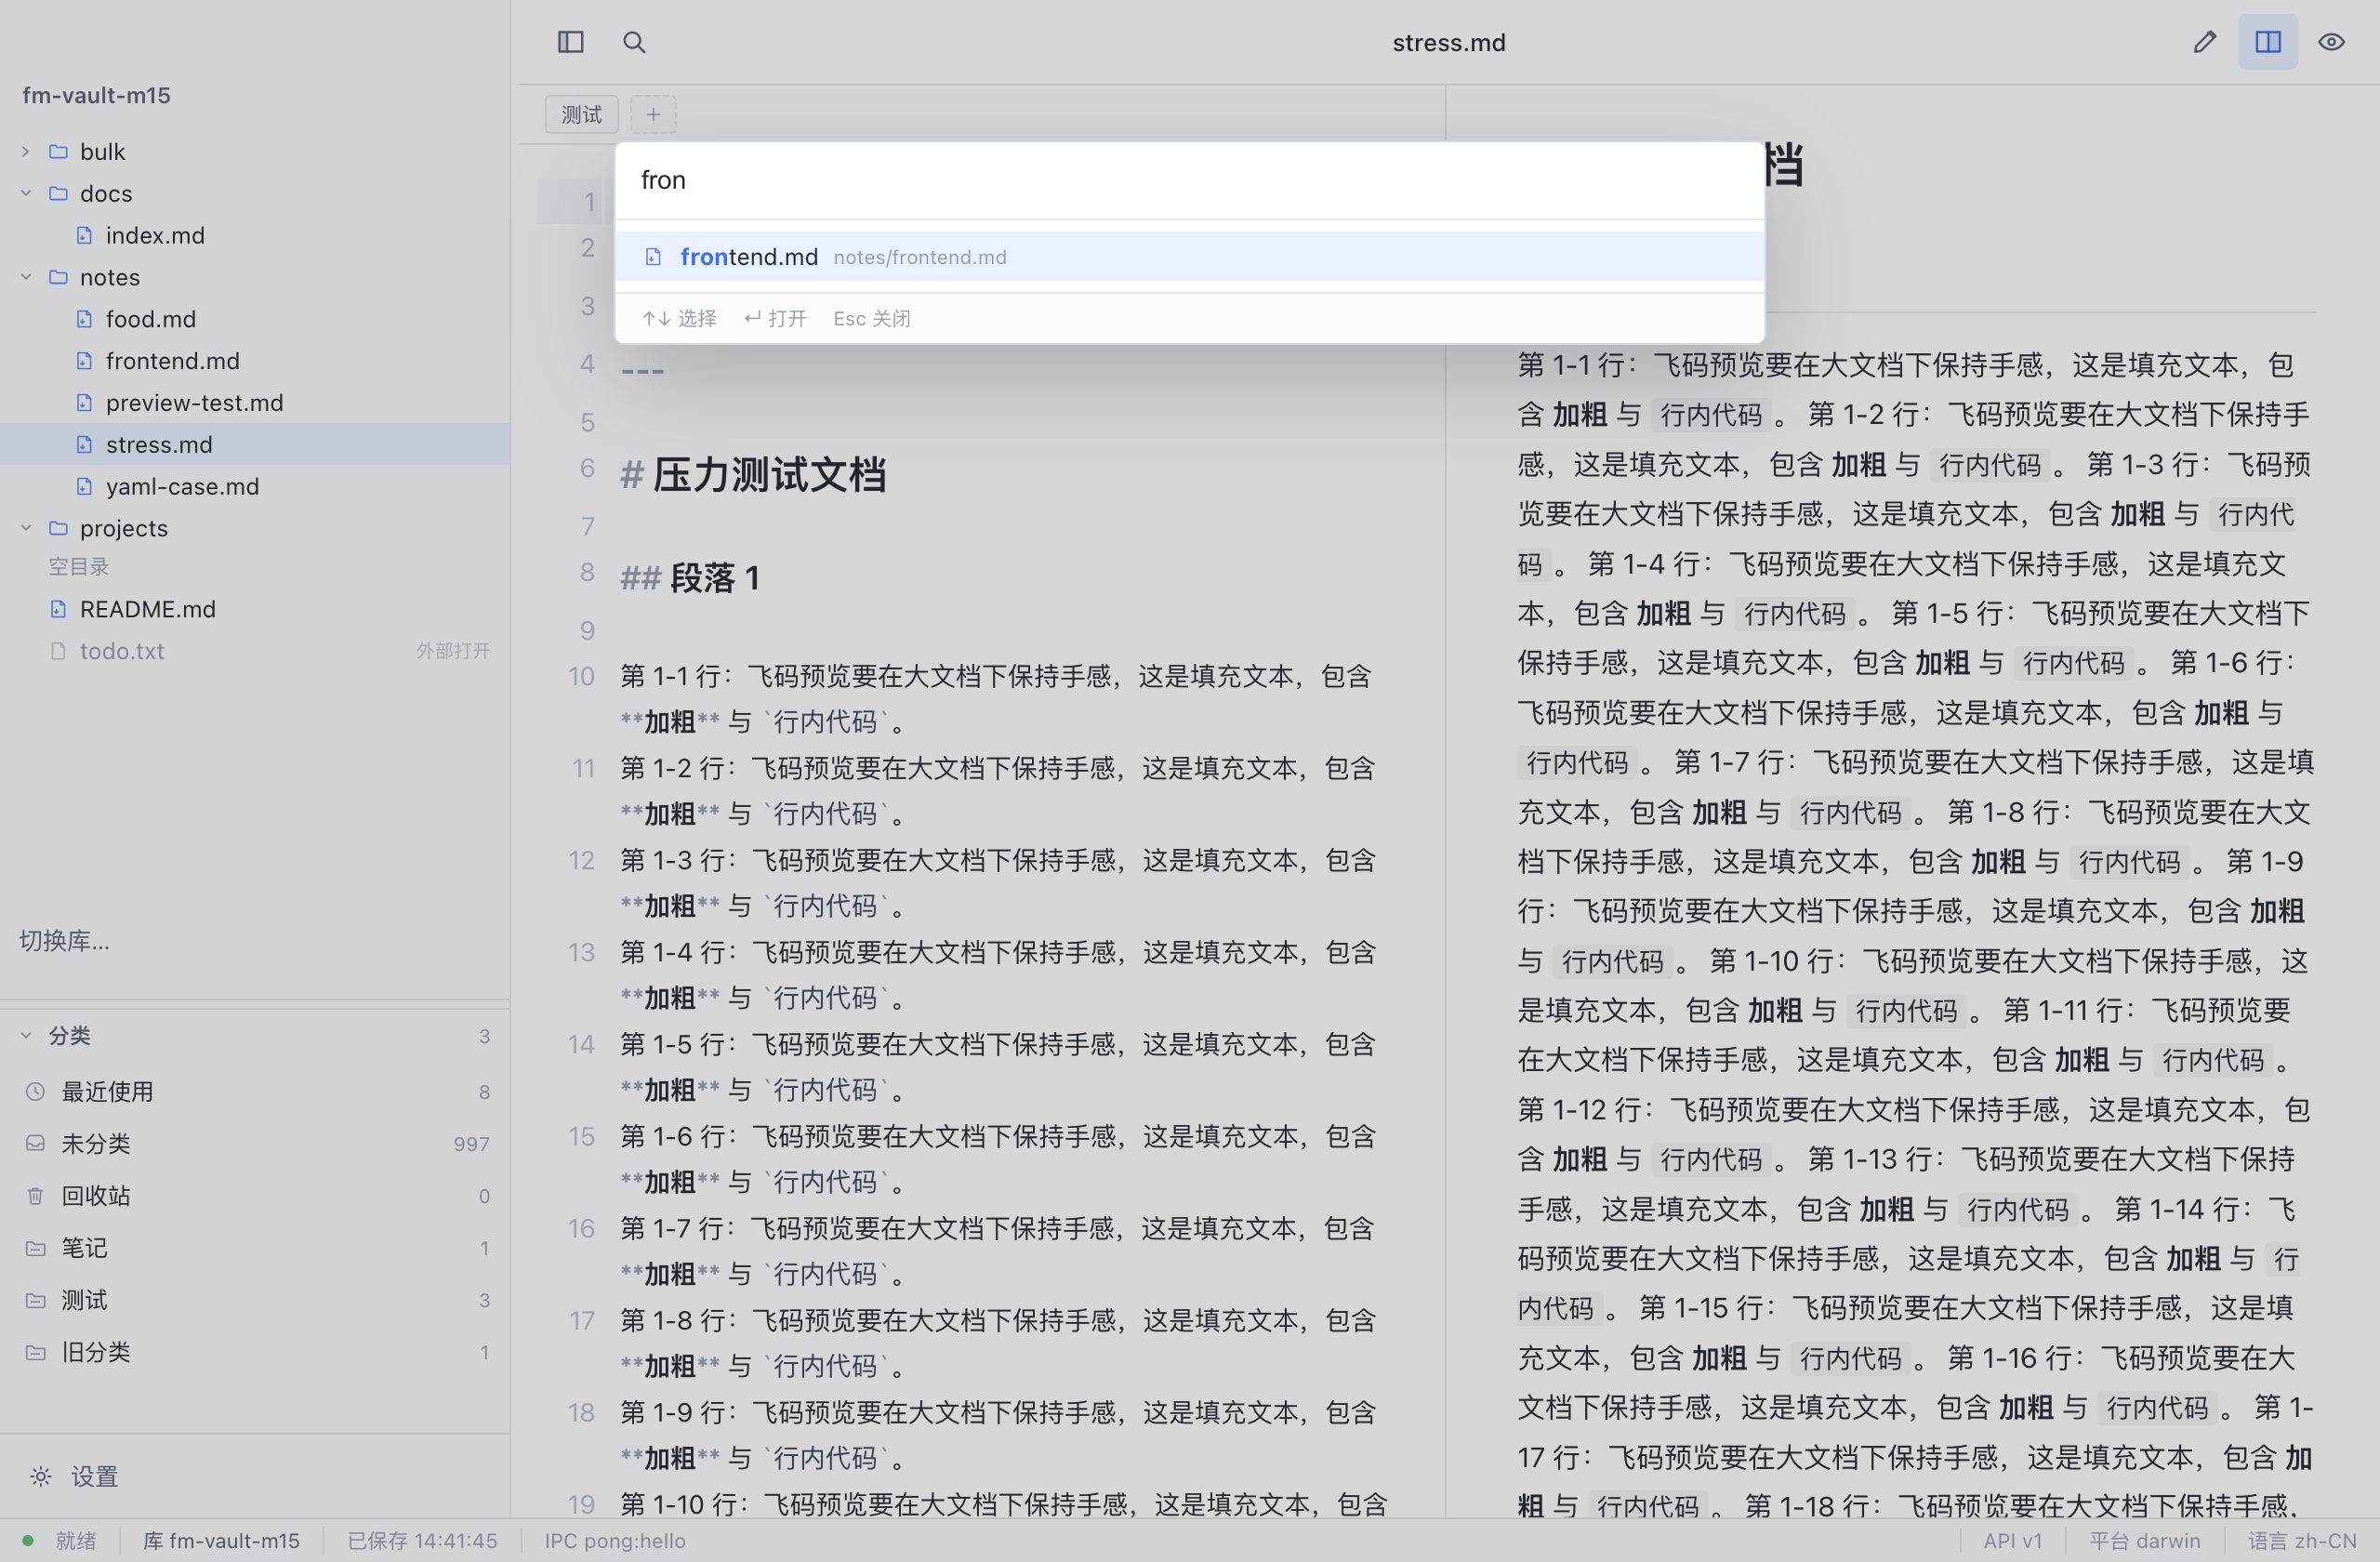 fm-vault-m15
bulk
docs
index.md
notes
food.md
frontend.md
preview-test.md
stress.md
yaml-case.md
projects
空目录
README.md
todo.txt 外部打开
切换库...
分类 3
最近使用 8
未分类 997
回收站 0
笔记 1
测试 3
旧分类 1
设置
stress.md
测试 +
fron
frontend.md notes/frontend.md
↑↓ 选择 ↵ 打开 Esc 关闭
1
2
3
4 ---
5
6 # 压力测试文档
7
8 ## 段落 1
9
10 第 1-1 行：飞码预览要在大文档下保持手感，这是填充文本，包含
**加粗** 与 `行内代码`。
11 第 1-2 行：飞码预览要在大文档下保持手感，这是填充文本，包含
**加粗** 与 `行内代码`。
12 第 1-3 行：飞码预览要在大文档下保持手感，这是填充文本，包含
**加粗** 与 `行内代码`。
13 第 1-4 行：飞码预览要在大文档下保持手感，这是填充文本，包含
**加粗** 与 `行内代码`。
14 第 1-5 行：飞码预览要在大文档下保持手感，这是填充文本，包含
**加粗** 与 `行内代码`。
15 第 1-6 行：飞码预览要在大文档下保持手感，这是填充文本，包含
**加粗** 与 `行内代码`。
16 第 1-7 行：飞码预览要在大文档下保持手感，这是填充文本，包含
**加粗** 与 `行内代码`。
17 第 1-8 行：飞码预览要在大文档下保持手感，这是填充文本，包含
**加粗** 与 `行内代码`。
18 第 1-9 行：飞码预览要在大文档下保持手感，这是填充文本，包含
**加粗** 与 `行内代码`。
19 第 1-10 行：飞码预览要在大文档下保持手感，这是填充文本，包含
档
第 1-1 行：飞码预览要在大文档下保持手感，这是填充文本，包
含 加粗 与 行内代码 。 第 1-2 行：飞码预览要在大文档下保持手
感，这是填充文本，包含 加粗 与 行内代码 。 第 1-3 行：飞码预
览要在大文档下保持手感，这是填充文本，包含 加粗 与 行内代
码 。 第 1-4 行：飞码预览要在大文档下保持手感，这是填充文
本，包含 加粗 与 行内代码 。 第 1-5 行：飞码预览要在大文档下
保持手感，这是填充文本，包含 加粗 与 行内代码 。 第 1-6 行：
飞码预览要在大文档下保持手感，这是填充文本，包含 加粗 与
行内代码 。 第 1-7 行：飞码预览要在大文档下保持手感，这是填
充文本，包含 加粗 与 行内代码 。 第 1-8 行：飞码预览要在大文
档下保持手感，这是填充文本，包含 加粗 与 行内代码 。 第 1-9
行：飞码预览要在大文档下保持手感，这是填充文本，包含 加粗
与 行内代码 。 第 1-10 行：飞码预览要在大文档下保持手感，这
是填充文本，包含 加粗 与 行内代码 。 第 1-11 行：飞码预览要
在大文档下保持手感，这是填充文本，包含 加粗 与 行内代码 。
第 1-12 行：飞码预览要在大文档下保持手感，这是填充文本，包
含 加粗 与 行内代码 。 第 1-13 行：飞码预览要在大文档下保持
手感，这是填充文本，包含 加粗 与 行内代码 。 第 1-14 行：飞
码预览要在大文档下保持手感，这是填充文本，包含 加粗 与 行
内代码 。 第 1-15 行：飞码预览要在大文档下保持手感，这是填
充文本，包含 加粗 与 行内代码 。 第 1-16 行：飞码预览要在大
文档下保持手感，这是填充文本，包含 加粗 与 行内代码 。 第 1-
17 行：飞码预览要在大文档下保持手感，这是填充文本，包含 加
粗 与 行内代码 。 第 1-18 行：飞码预览要在大文档下保持手感，
就绪 库 fm-vault-m15 已保存 14:41:45 IPC pong:hello API v1 平台 darwin 语言 zh-CN